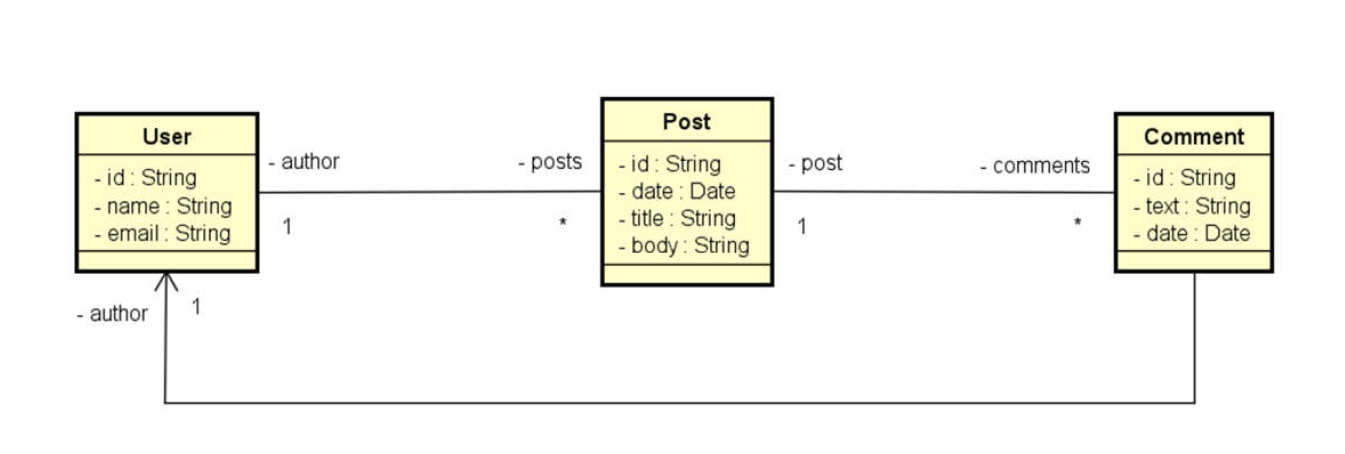 User
- id : String
- name : String
- email : String
- author
1
- posts
*
Post
- id : String
- date : Date
- title : String
- body : String
- post
1
- comments
*
Comment
- id : String
- text : String
- date : Date
- author
1